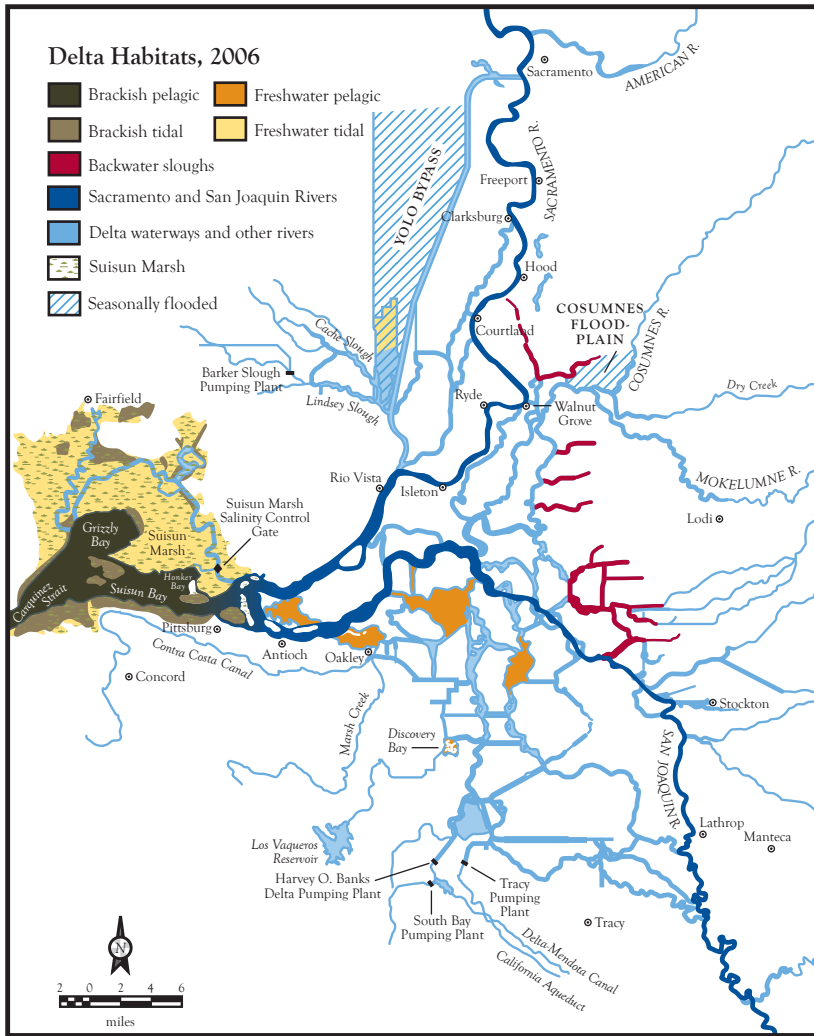 Delta Habitats, 2006
Brackish pelagic
Freshwater pelagic
Brackish tidal
Freshwater tidal
Backwater sloughs
Sacramento and San Joaquin Rivers
Delta waterways and other rivers
Suisun Marsh
Seasonally flooded
Sacramento
AMERICAN R.
SACRAMENTO R.
Freeport
YOLO BYPASS
Clarksburg
Hood
COSUMNES
FLOOD-
PLAIN
COSUMNES R.
Courtland
Cache Slough
Barker Slough
Pumping Plant
Lindsey Slough
Ryde
Walnut
Grove
Dry Creek
Fairfield
MOKELUMNE R.
Rio Vista
Isleton
Lodi
Suisun Marsh
Salinity Control
Gate
Grizzly
Bay
Suisun
Marsh
Honker
Bay
Suisun Bay
Carquinez
Strait
Pittsburg
Antioch
Oakley
Contra Costa Canal
Concord
Marsh Creek
Stockton
Discovery
Bay
SAN JOAQUIN R.
Los Vaqueros
Reservoir
Lathrop
Manteca
Harvey O. Banks
Delta Pumping Plant
Tracy
Pumping
Plant
South Bay
Pumping Plant
Tracy
Delta-Mendota Canal
California Aqueduct
N
2 0 2 4 6
miles